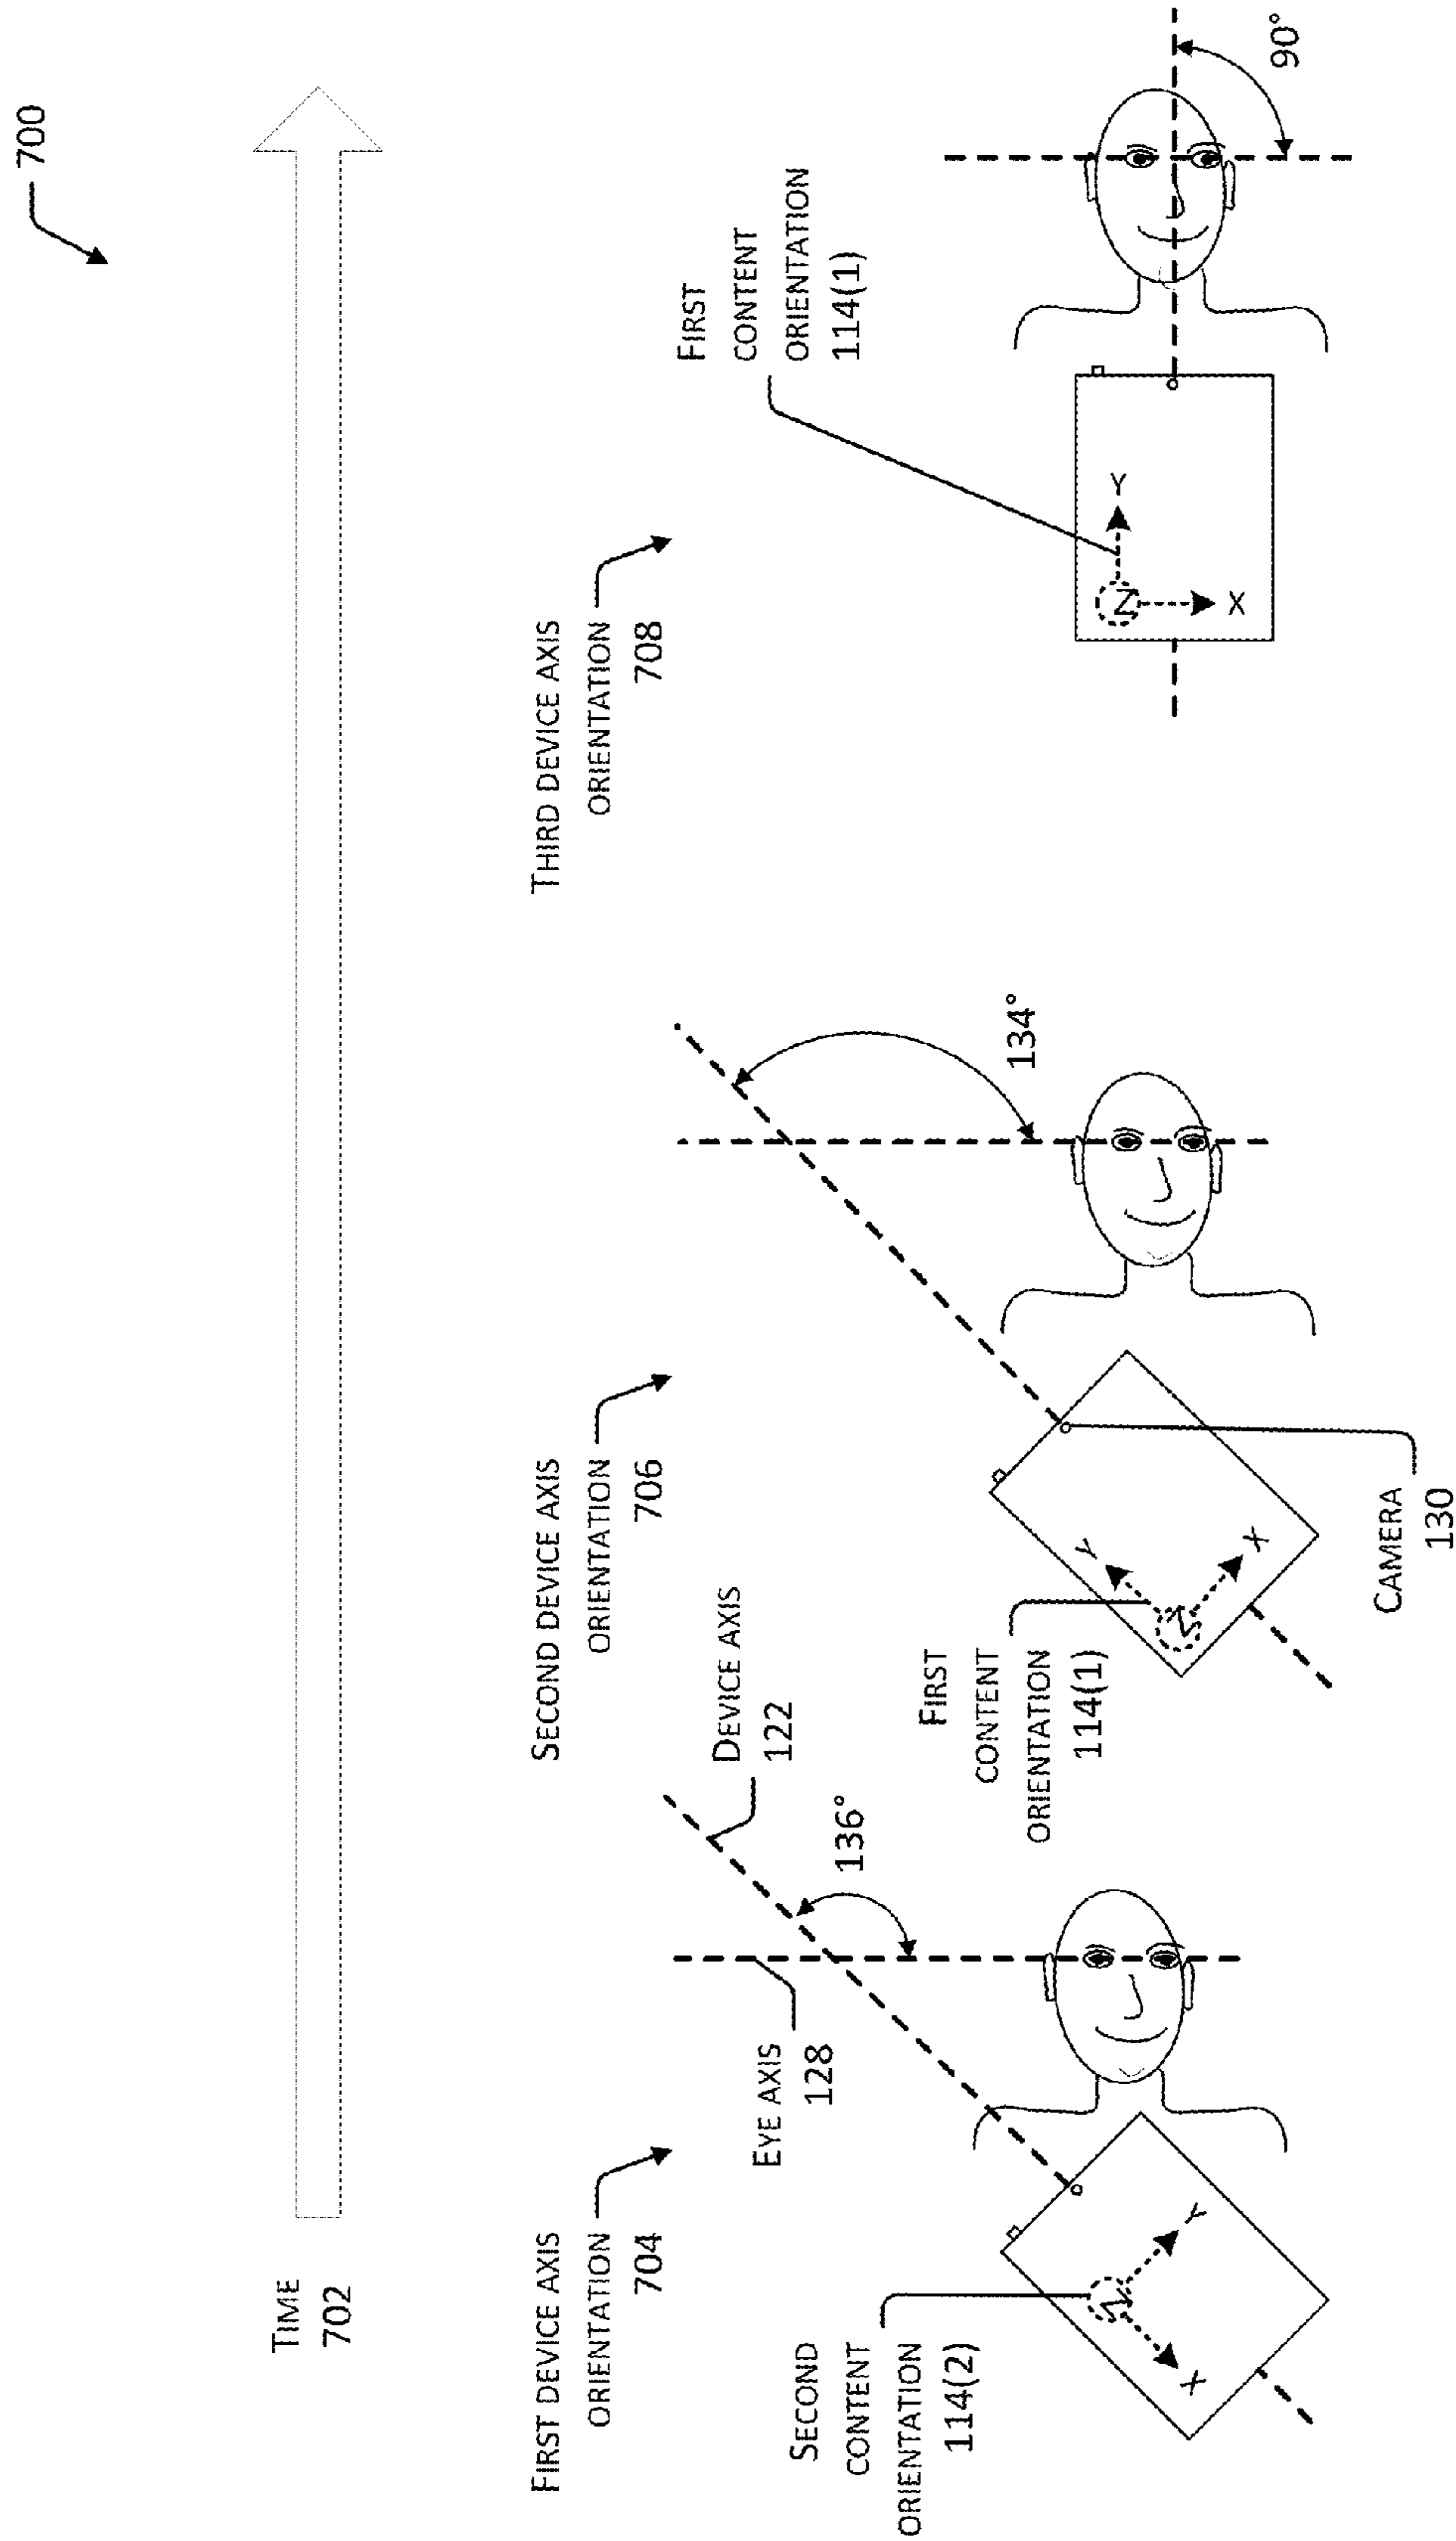 700
TIME
702
FIRST DEVICE AXIS
ORIENTATION
704
SECOND DEVICE AXIS
ORIENTATION
706
THIRD DEVICE AXIS
ORIENTATION
708
EYE AXIS
128
DEVICE AXIS
122
136°
134°
90°
SECOND
CONTENT
ORIENTATION
114(2)
Z
Y
X
FIRST
CONTENT
ORIENTATION
114(1)
Z
Y
X
CAMERA
130
FIRST
CONTENT
ORIENTATION
114(1)
Z
Y
X